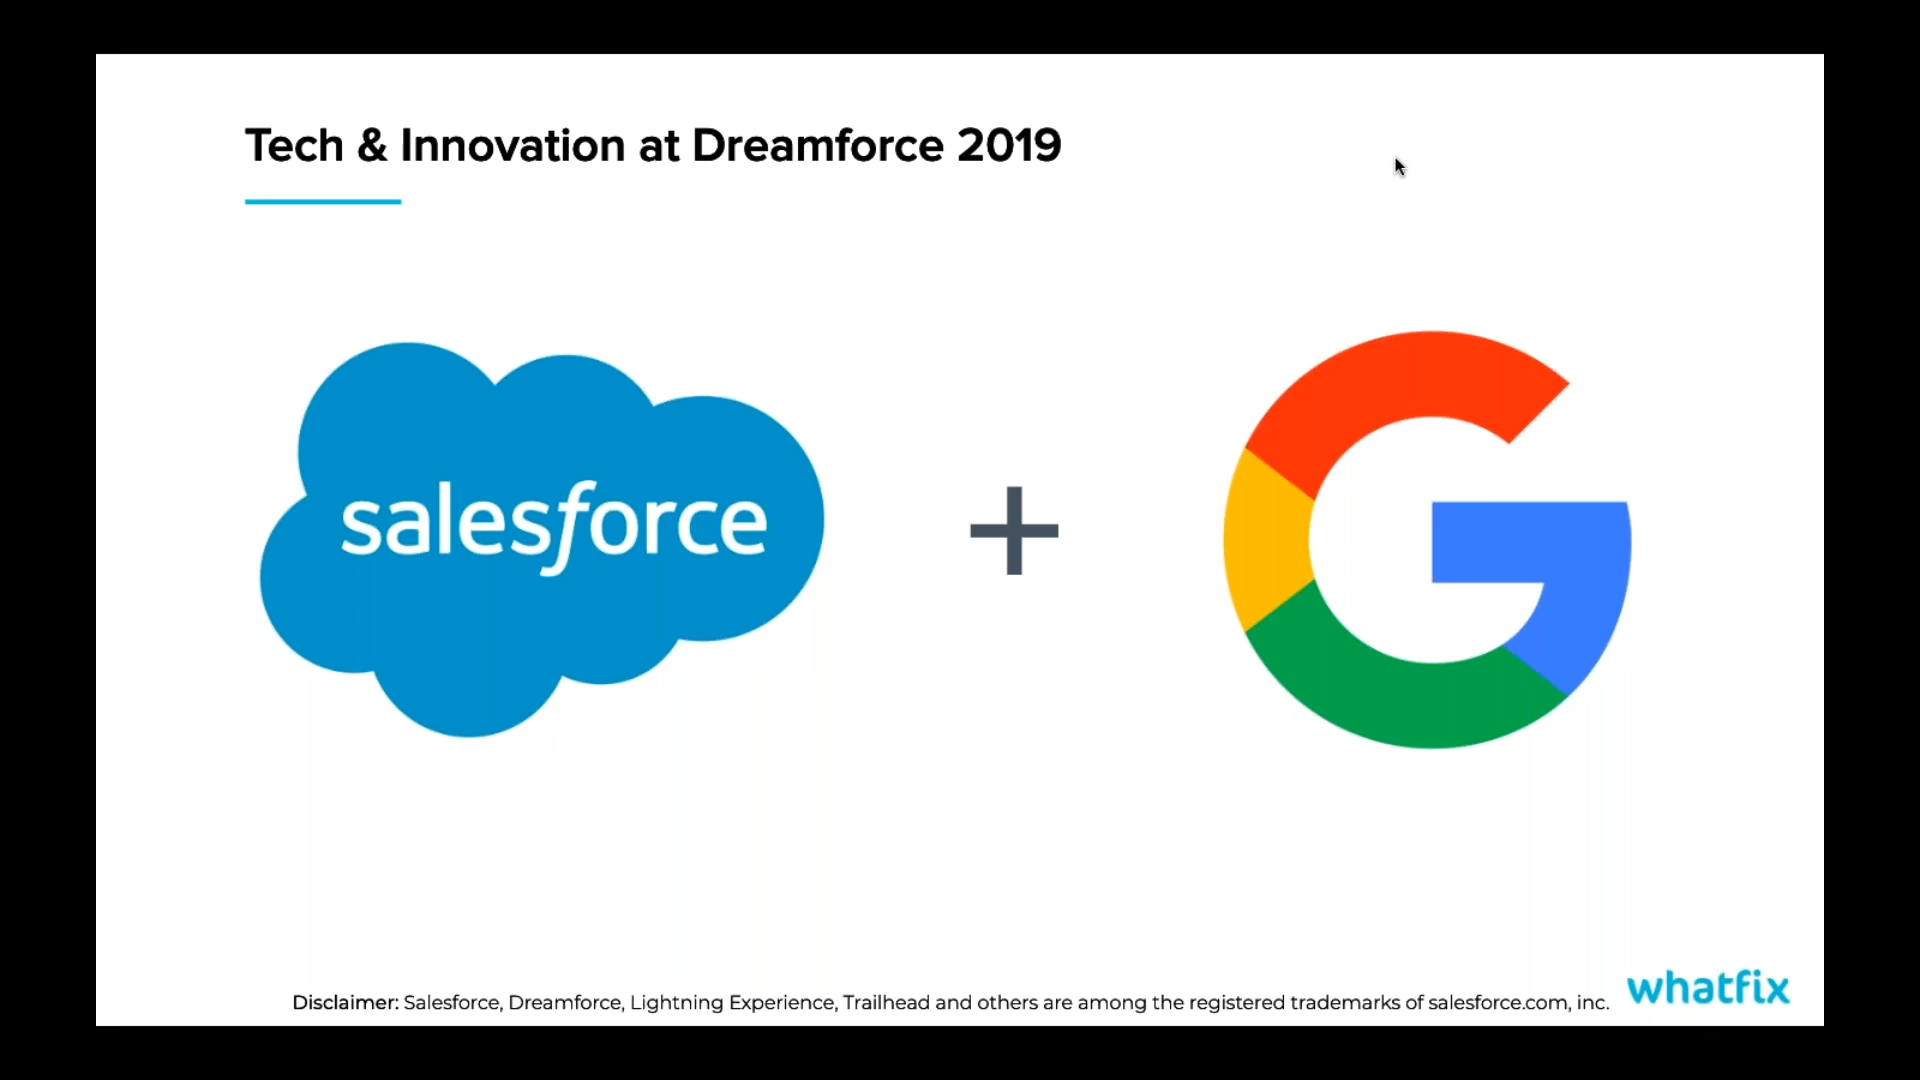 Tech & Innovation at Dreamforce 2019
salesforce
+
G
Disclaimer: Salesforce, Dreamforce, Lightning Experience, Trailhead and others are among the registered trademarks of salesforce.com, inc.
whatfix